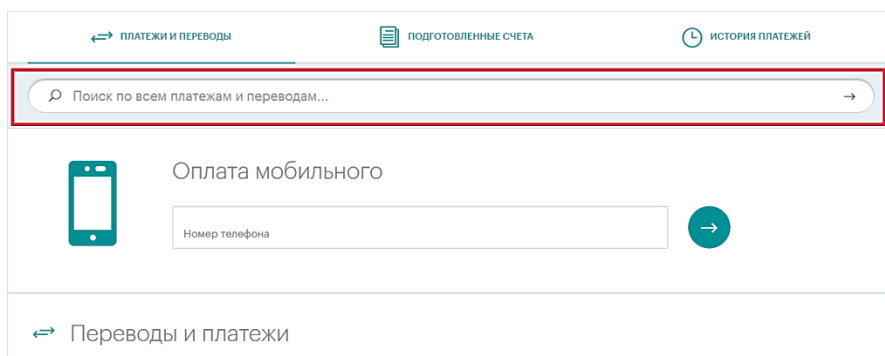 ПЛАТЕЖИ И ПЕРЕВОДЫ ПОДГОТОВЛЕННЫЕ СЧЕТА ИСТОРИЯ ПЛАТЕЖЕЙ
Поиск по всем платежам и переводам...
Оплата мобильного
Номер телефона
Переводы и платежи